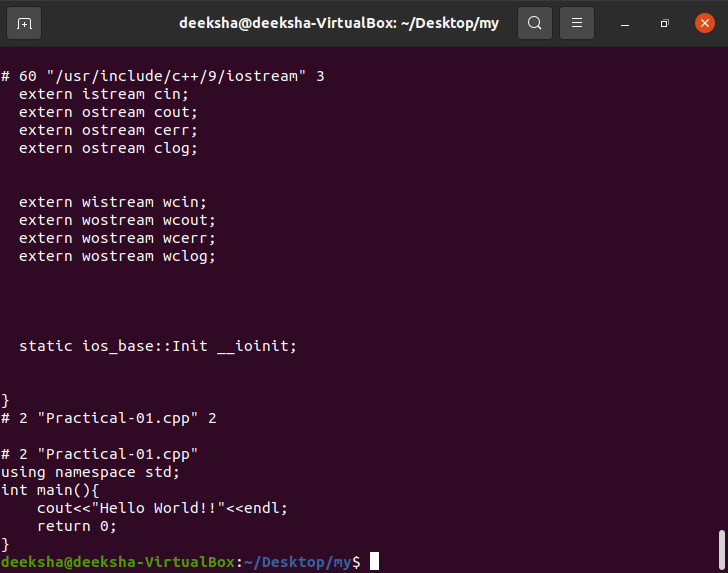 deeksha@deeksha-VirtualBox: ~/Desktop/my
# 60 "/usr/include/c++/9/iostream" 3
  extern istream cin;
  extern ostream cout;
  extern ostream cerr;
  extern ostream clog;
  extern wistream wcin;
  extern wostream wcout;
  extern wostream wcerr;
  extern wostream wclog;
  static ios_base::Init __ioinit;
}
# 2 "Practical-01.cpp" 2
# 2 "Practical-01.cpp"
using namespace std;
int main(){
    cout<<"Hello World!!"<<endl;
    return 0;
}
deeksha@deeksha-VirtualBox:~/Desktop/my$